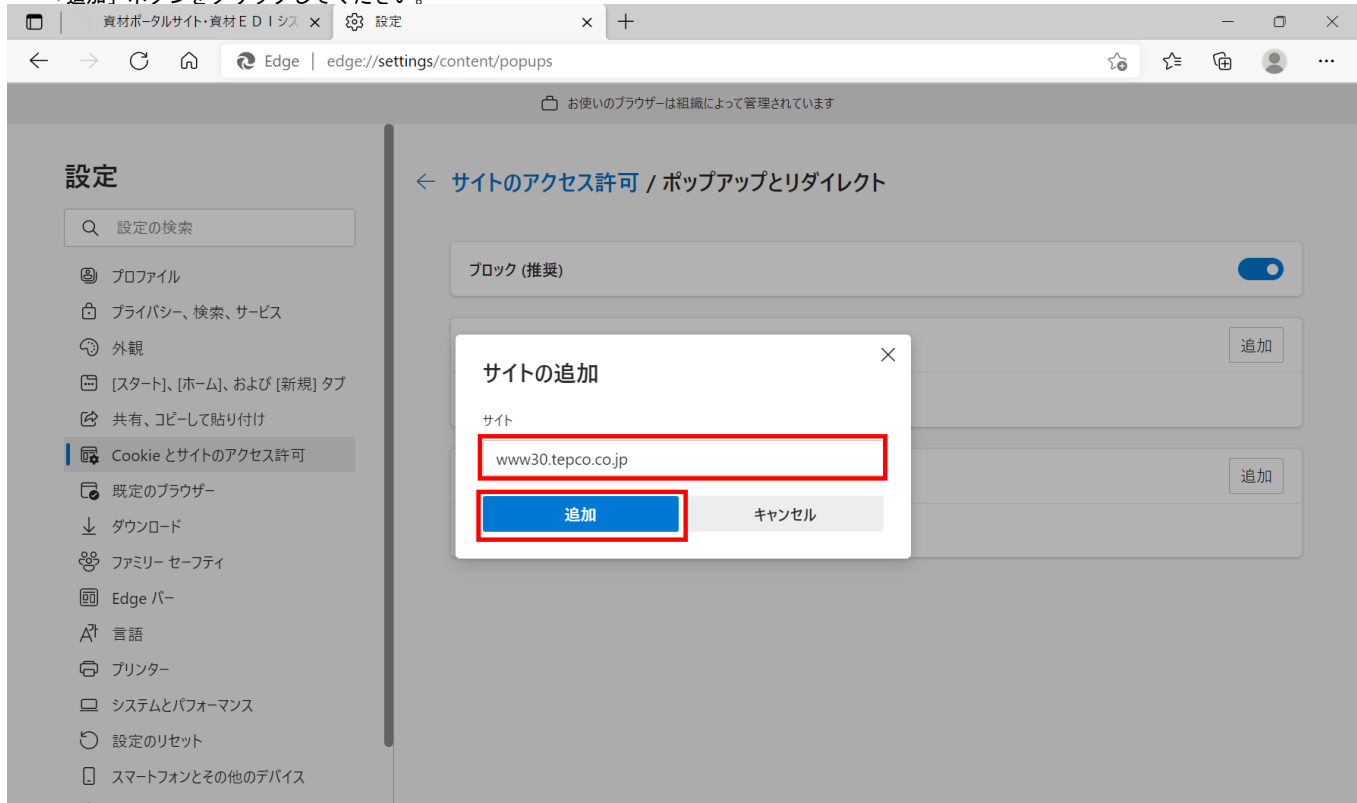 「追加」ボタンをクリックしてください。
資材ポータルサイト・資材ＥＤＩシス
設定
Edge | edge://settings/content/popups
お使いのブラウザーは組織によって管理されています
設定
設定の検索
プロファイル
プライバシー、検索、サービス
外観
[スタート]、[ホーム]、および [新規] タブ
共有、コピーして貼り付け
Cookie とサイトのアクセス許可
既定のブラウザー
ダウンロード
ファミリー セーフティ
Edge バー
言語
プリンター
システムとパフォーマンス
設定のリセット
スマートフォンとその他のデバイス
サイトのアクセス許可 / ポップアップとリダイレクト
ブロック (推奨)
追加
追加
サイトの追加
サイト
www30.tepco.co.jp
追加 キャンセル